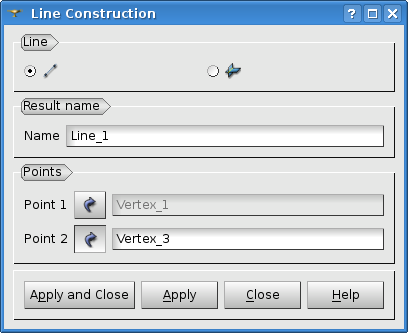 Line Construction
Line
Result name
Name Line_1
Points
Point 1 Vertex_1
Point 2 Vertex_3
Apply and Close Apply Close Help